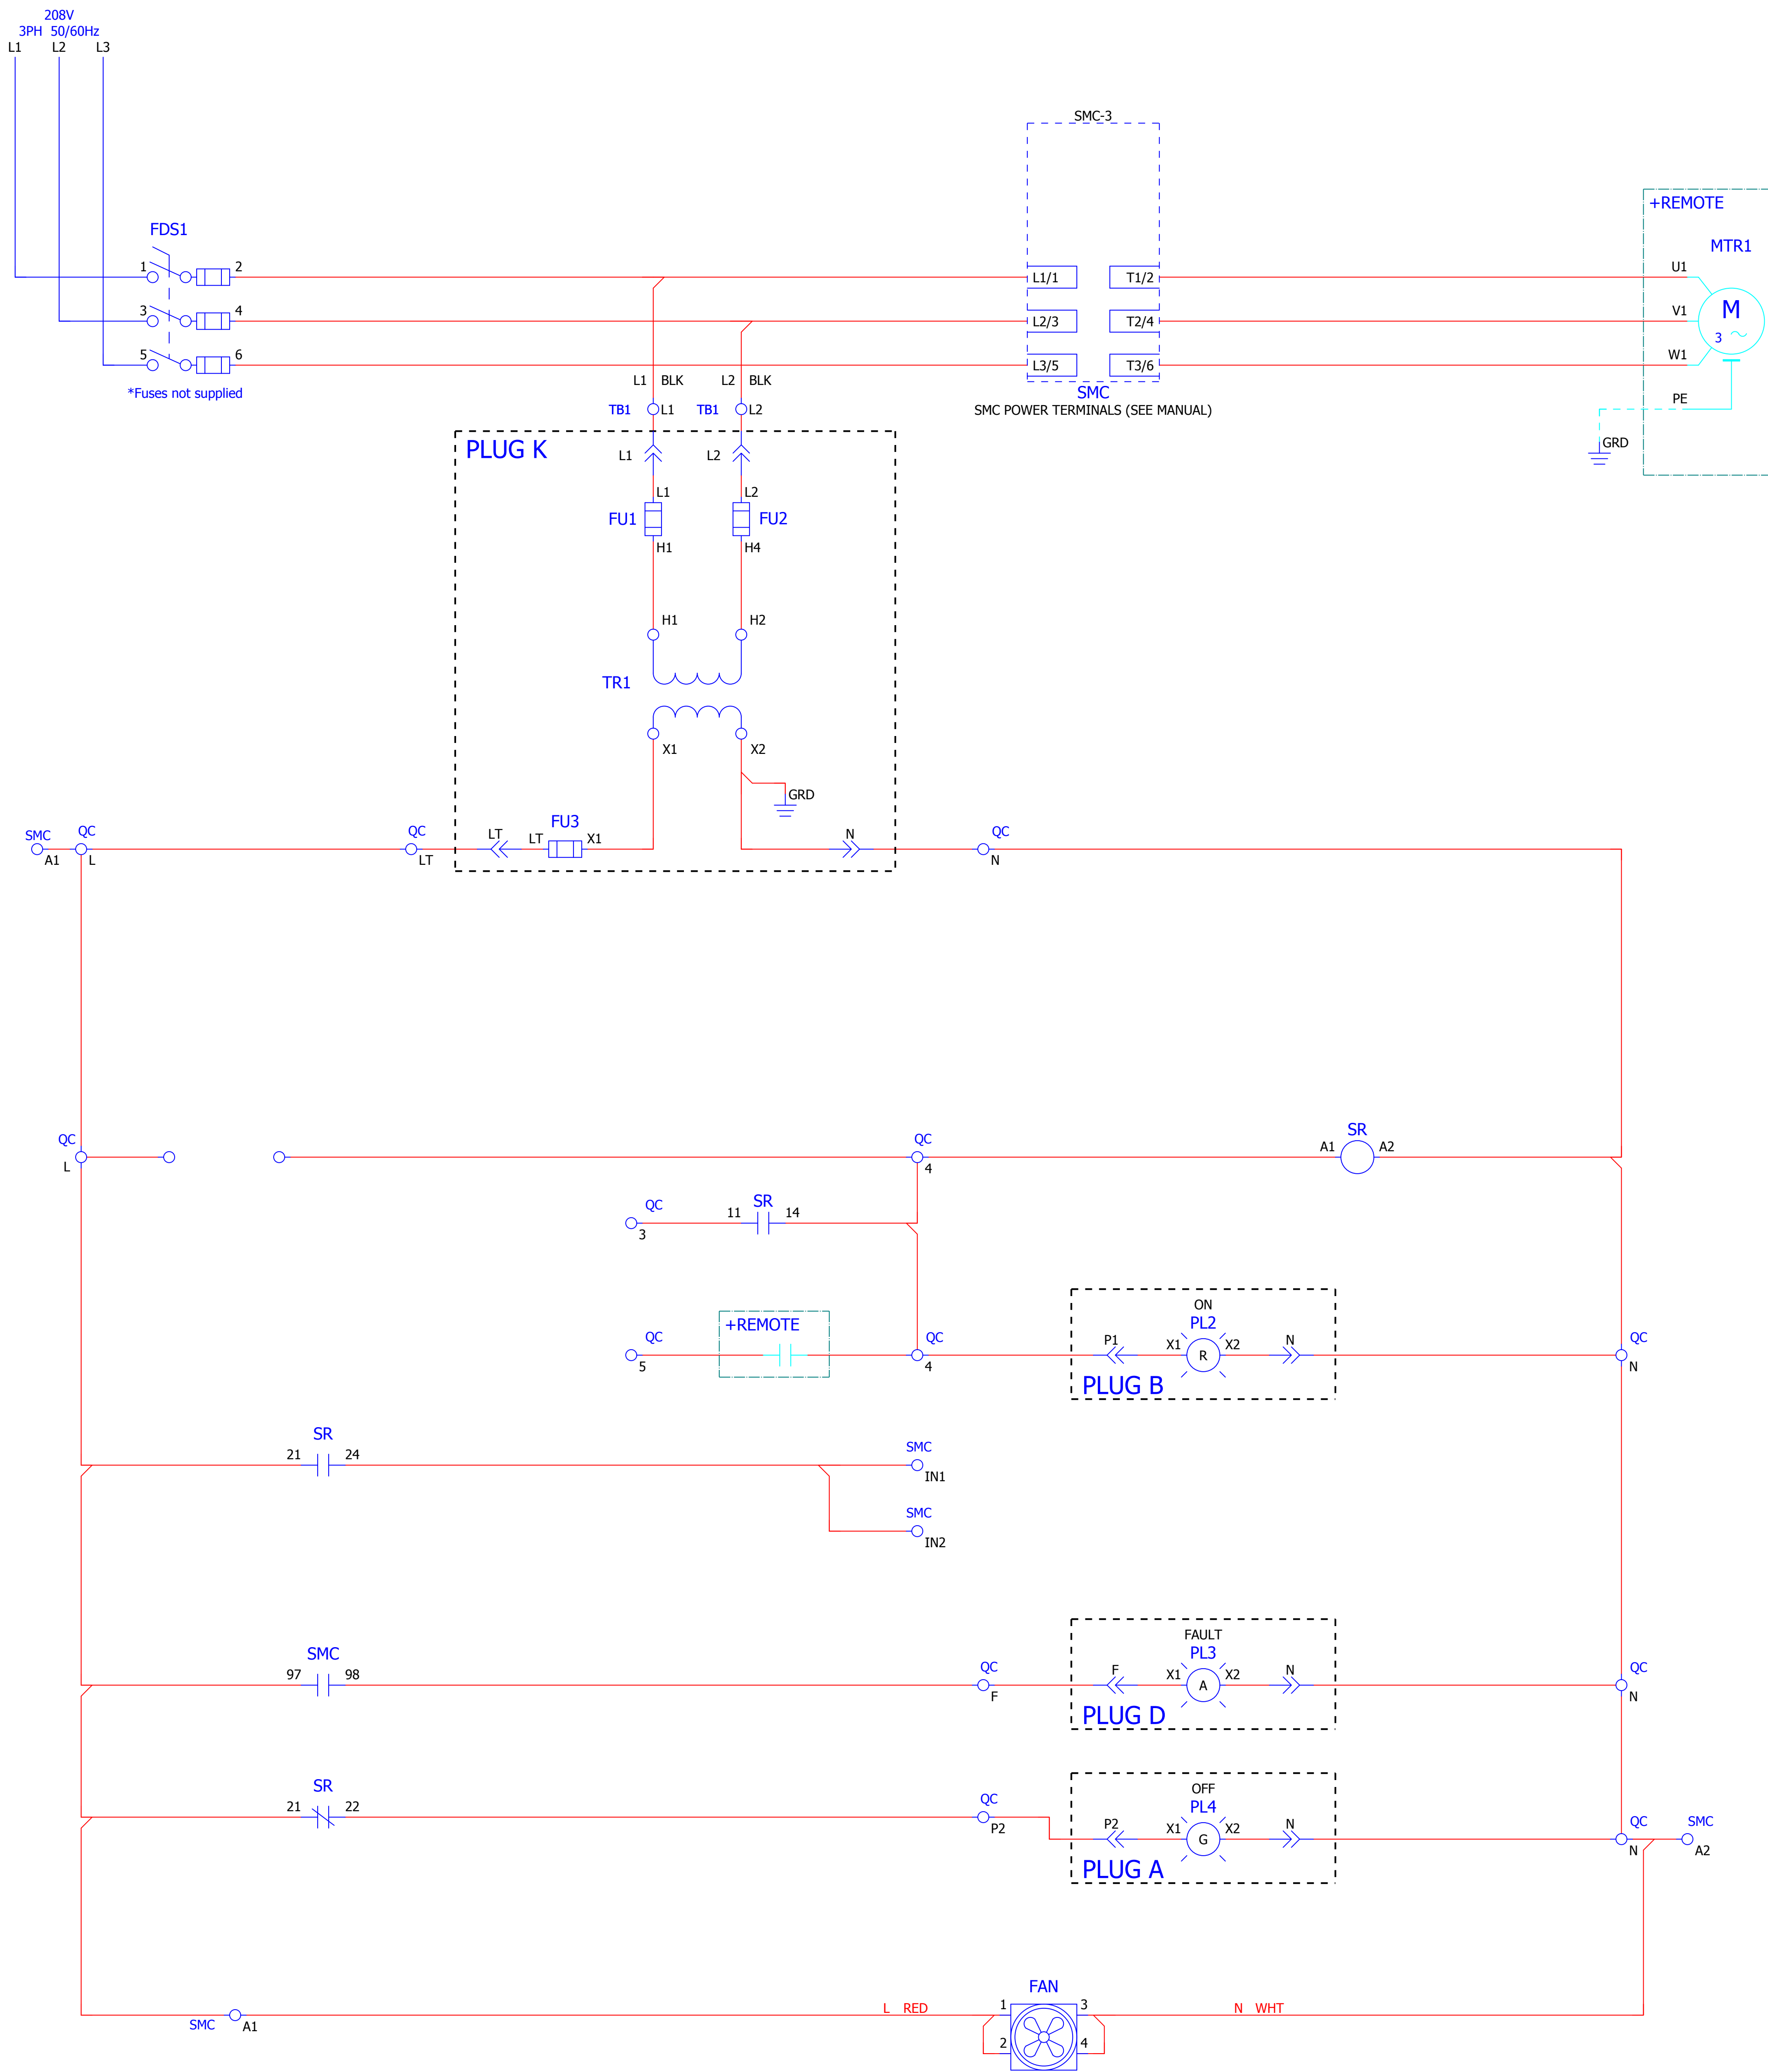 208V
3PH 50/60Hz
L1 L2 L3
SMC-3
+REMOTE
FDS1
MTR1
1 2
L1/1 T1/2
U1
3 4
L2/3 T2/4
V1
M
3
5 6
L3/5 T3/6
W1
*Fuses not supplied
L1 BLK L2 BLK
SMC
PE
TB1 L1 TB1 L2
SMC POWER TERMINALS (SEE MANUAL)
GRD
PLUG K
L1 L2
L1 L2
FU1 FU2
H1 H4
H1 H2
TR1
X1 X2
GRD
SMC QC QC FU3 QC
LT LT X1 N
A1 L LT N
QC QC SR
A1 A2
L 4
QC SR
11 14
3
ON
+REMOTE PL2
QC QC P1 X1 X2 N QC
R
5 4 N
PLUG B
SR SMC
21 24
IN1
SMC
IN2
FAULT
SMC PL3
97 98 QC F X1 X2 N QC
A
F N
PLUG D
SR OFF
21 22 QC PL4
P2 P2 X1 X2 N QC SMC
G
N A2
PLUG A
FAN
L RED 1 3 N WHT
SMC A1
2 4